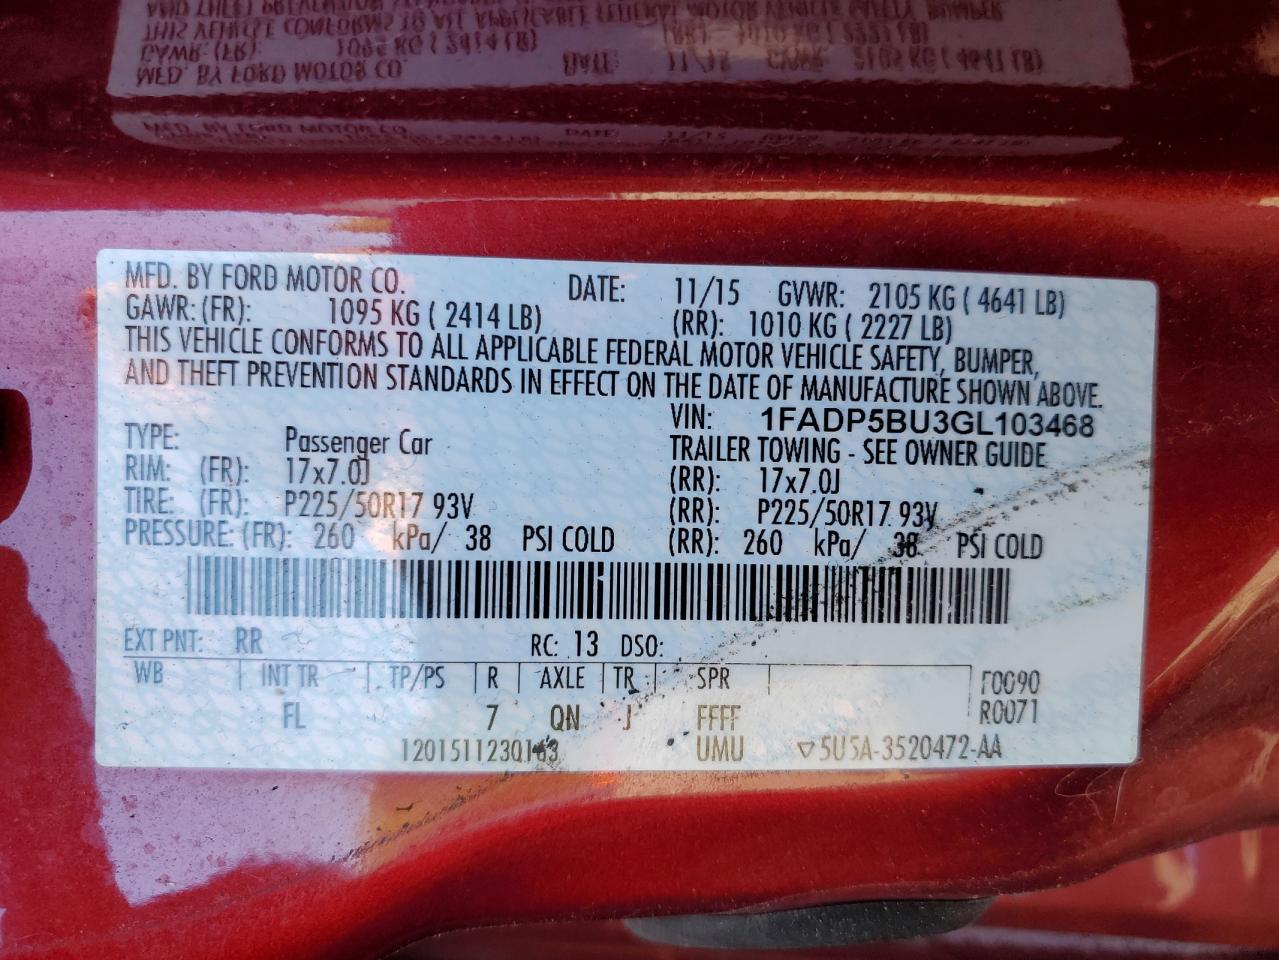 MFD. BY FORD MOTOR CO. DATE: 11/15 GVWR: 2105 KG ( 4641 LB)
GAWR: (FR): 1095 KG ( 2414 LB) (RR): 1010 KG ( 2227 LB)
THIS VEHICLE CONFORMS TO ALL APPLICABLE FEDERAL MOTOR VEHICLE SAFETY, BUMPER,
AND THEFT PREVENTION STANDARDS IN EFFECT ON THE DATE OF MANUFACTURE SHOWN ABOVE.
VIN: 1FADP5BU3GL103468
TYPE: Passenger Car TRAILER TOWING - SEE OWNER GUIDE
RIM: (FR): 17x7.0J (RR): 17x7.0J
TIRE: (FR): P225/50R17 93V (RR): P225/50R17 93V
PRESSURE: (FR): 260 kPa/ 38 PSI COLD (RR): 260 kPa/ 38 PSI COLD
EXT PNT: RR RC: 13 DSO:
WB INT TR TP/PS R AXLE TR SPR F0090
FL 7 QN J FFFF R0071
UMU ▽5U5A-3520472-AA